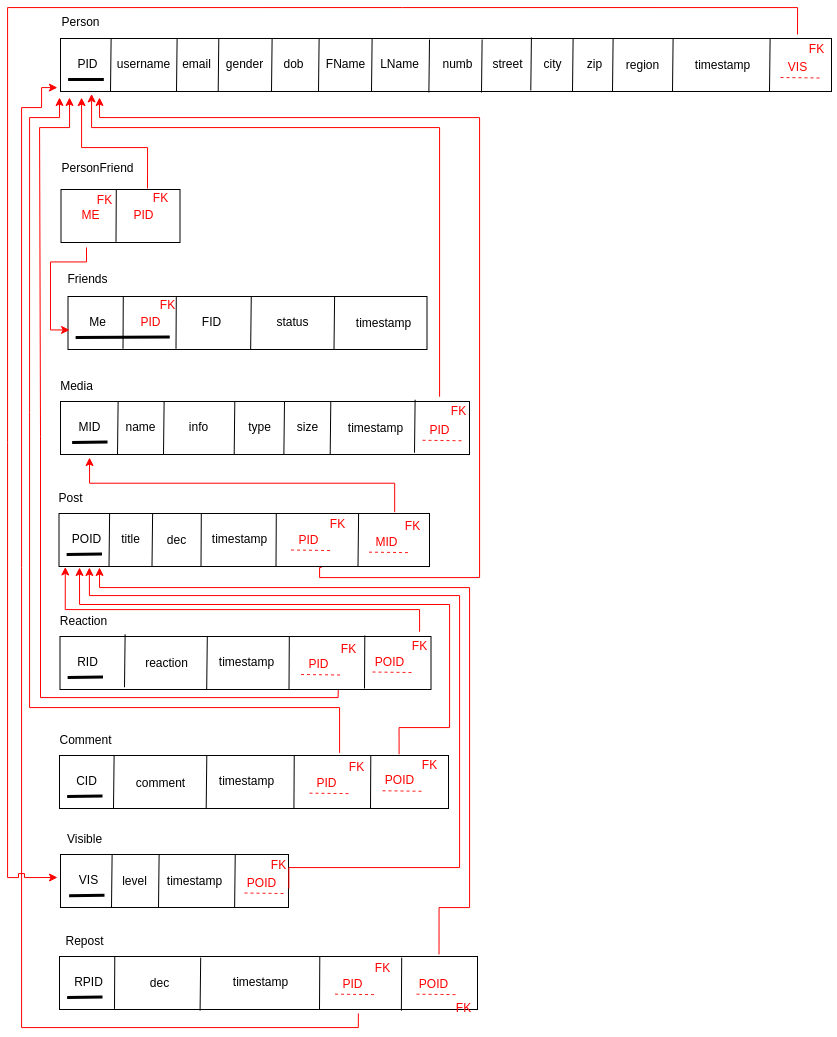 Person
FK
PID username email gender dob FName LName numb street city zip region timestamp VIS
PersonFriend
FK FK
ME PID
Friends
FK
Me PID FID status timestamp
Media
FK
MID name info type size timestamp PID
Post
FK FK
POID title dec timestamp PID MID
Reaction
FK FK
RID reaction timestamp PID POID
Comment
FK FK
CID comment timestamp PID POID
Visible
FK
VIS level timestamp POID
Repost
FK
RPID dec timestamp PID POID
FK